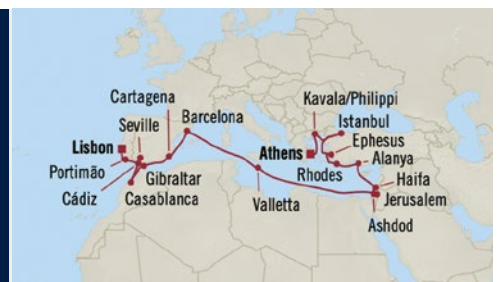 Cartagena
Seville
Barcelona
Lisbon
Portimão
Cádiz
Gibraltar
Casablanca
Valletta
Kavala/Philippi
Istanbul
Athens
Ephesus
Rhodes
Alanya
Haifa
Jerusalem
Ashdod